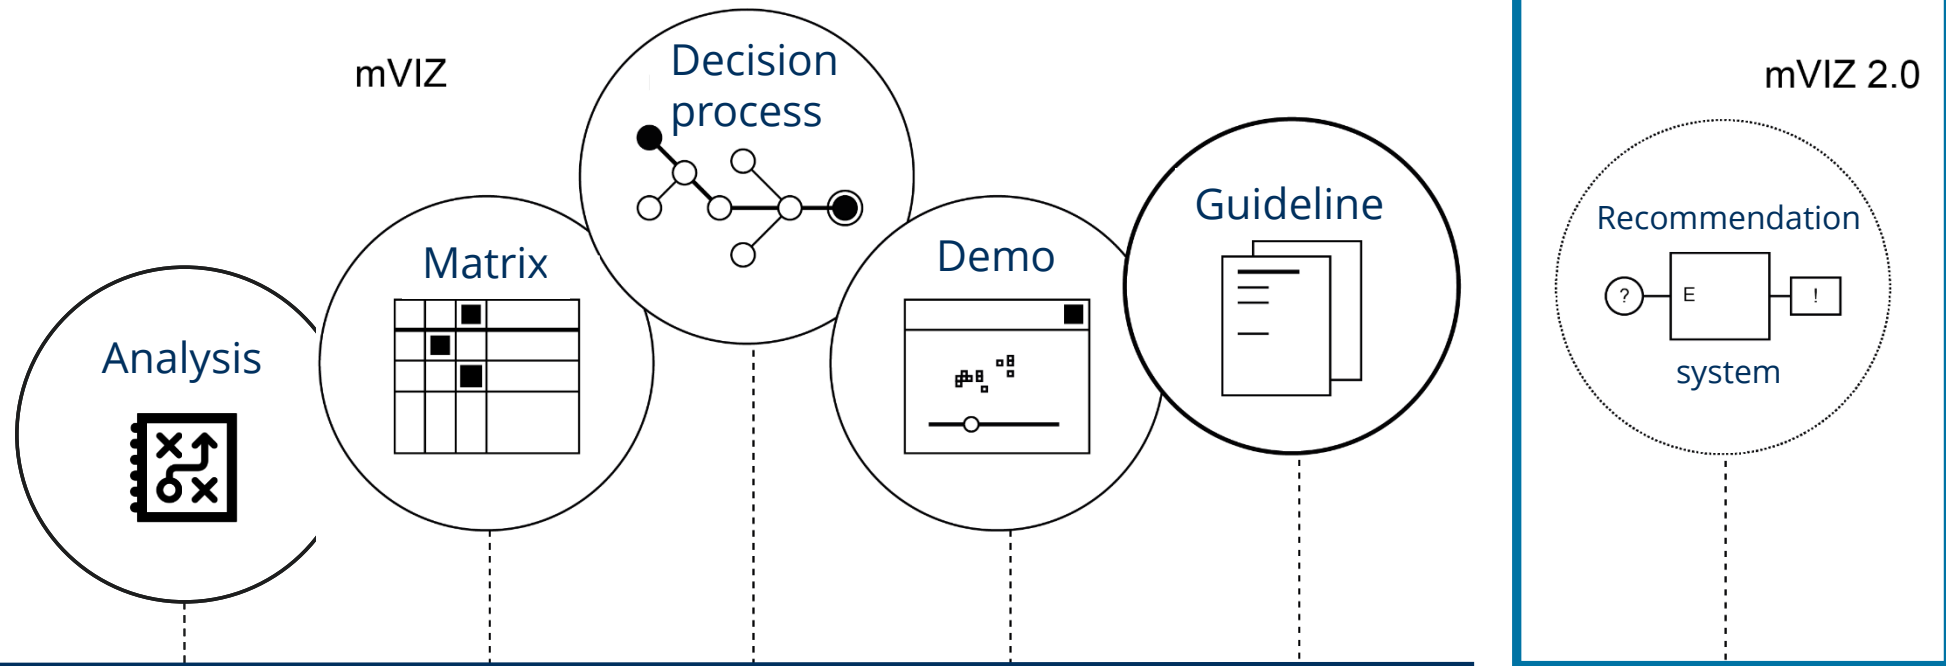 mVIZ
Decision
process
mVIZ 2.0
Guideline
Recommendation
Matrix
Demo
? E !
Analysis
system